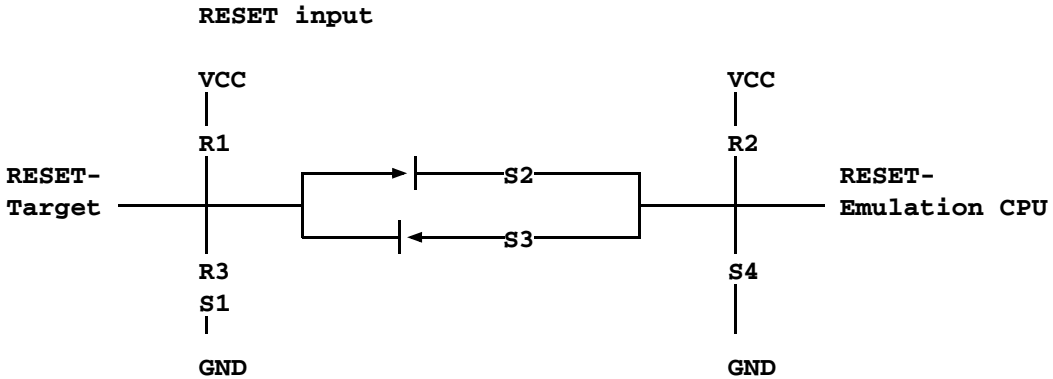 RESET input
VCC
VCC
R1
R2
RESET-
Target
S2
RESET-
Emulation CPU
S3
R3
S4
S1
GND
GND